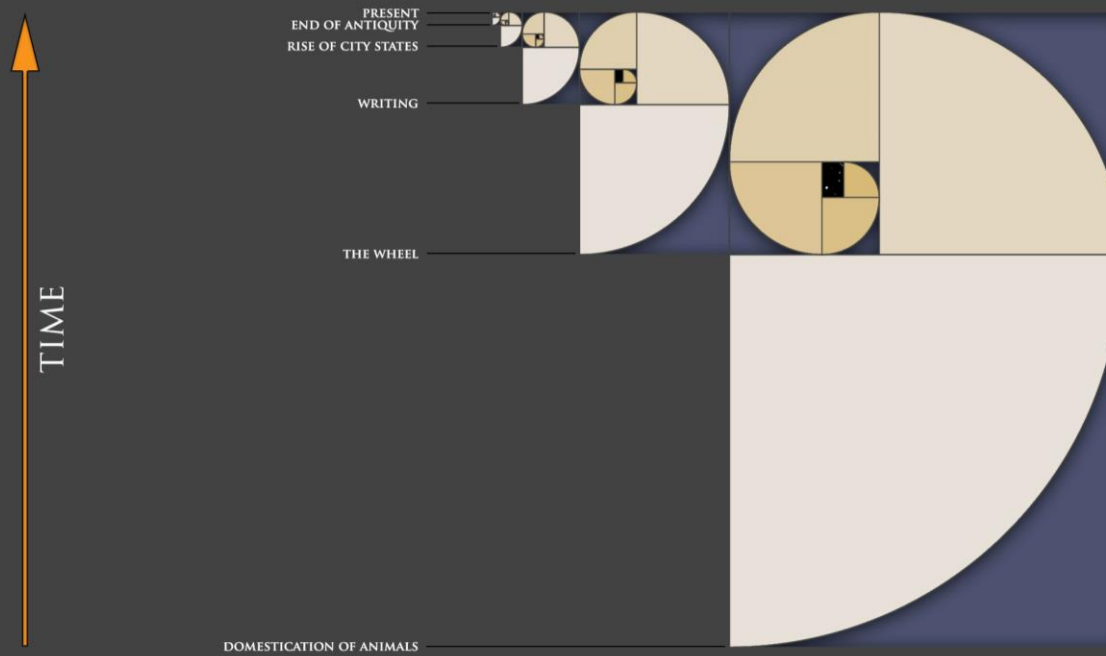 PRESENT
END OF ANTIQUITY
RISE OF CITY STATES
WRITING
THE WHEEL
TIME
DOMESTICATION OF ANIMALS